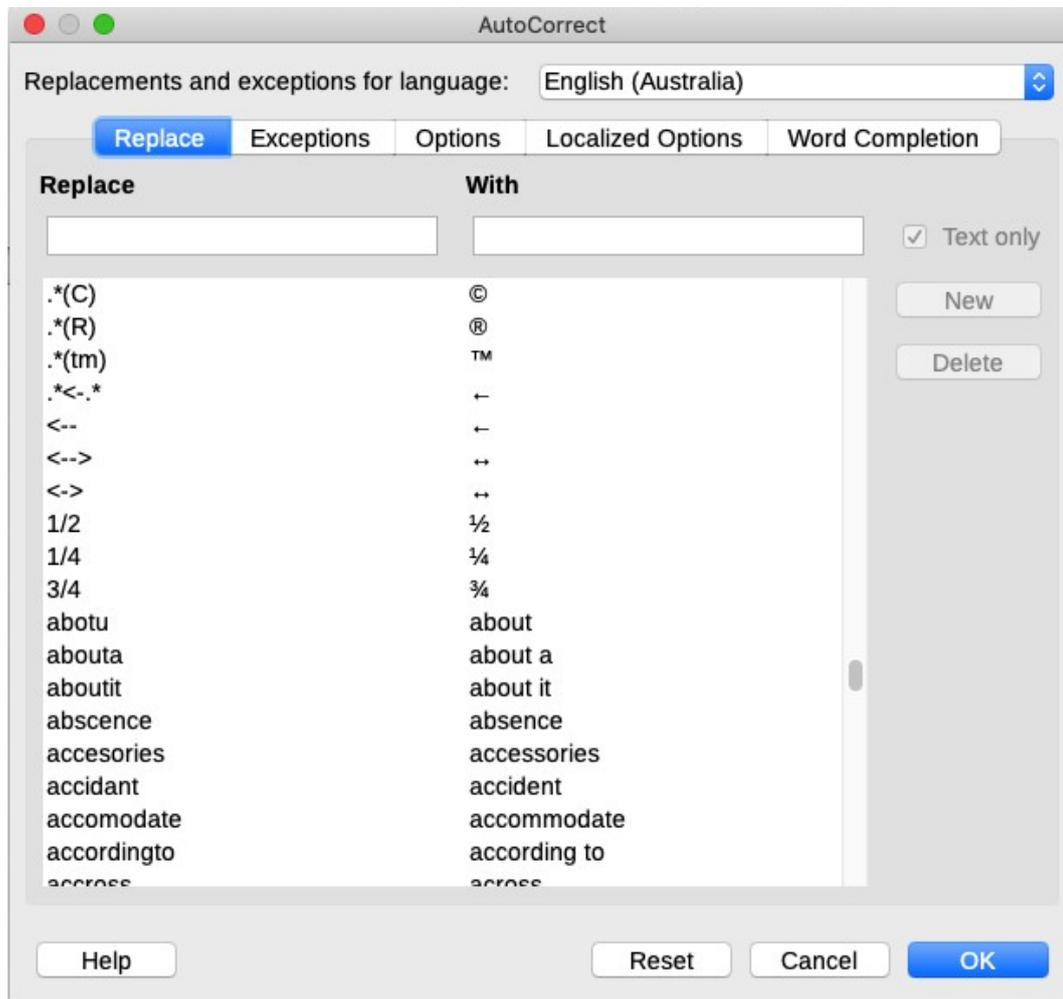 AutoCorrect
Replacements and exceptions for language: English (Australia)
Replace Exceptions Options Localized Options Word Completion
Replace With
Text only
.*(C) ©
.*(R) ®
.*(tm) ™
.*<-.* ←
<-- ←
<--> ↔
<-> ↔
1/2 ½
1/4 ¼
3/4 ¾
abotu about
abouta about a
aboutit about it
abscence absence
accesories accessories
accidant accident
accomodate accommodate
accordingto according to
accross across
New
Delete
Help Reset Cancel OK